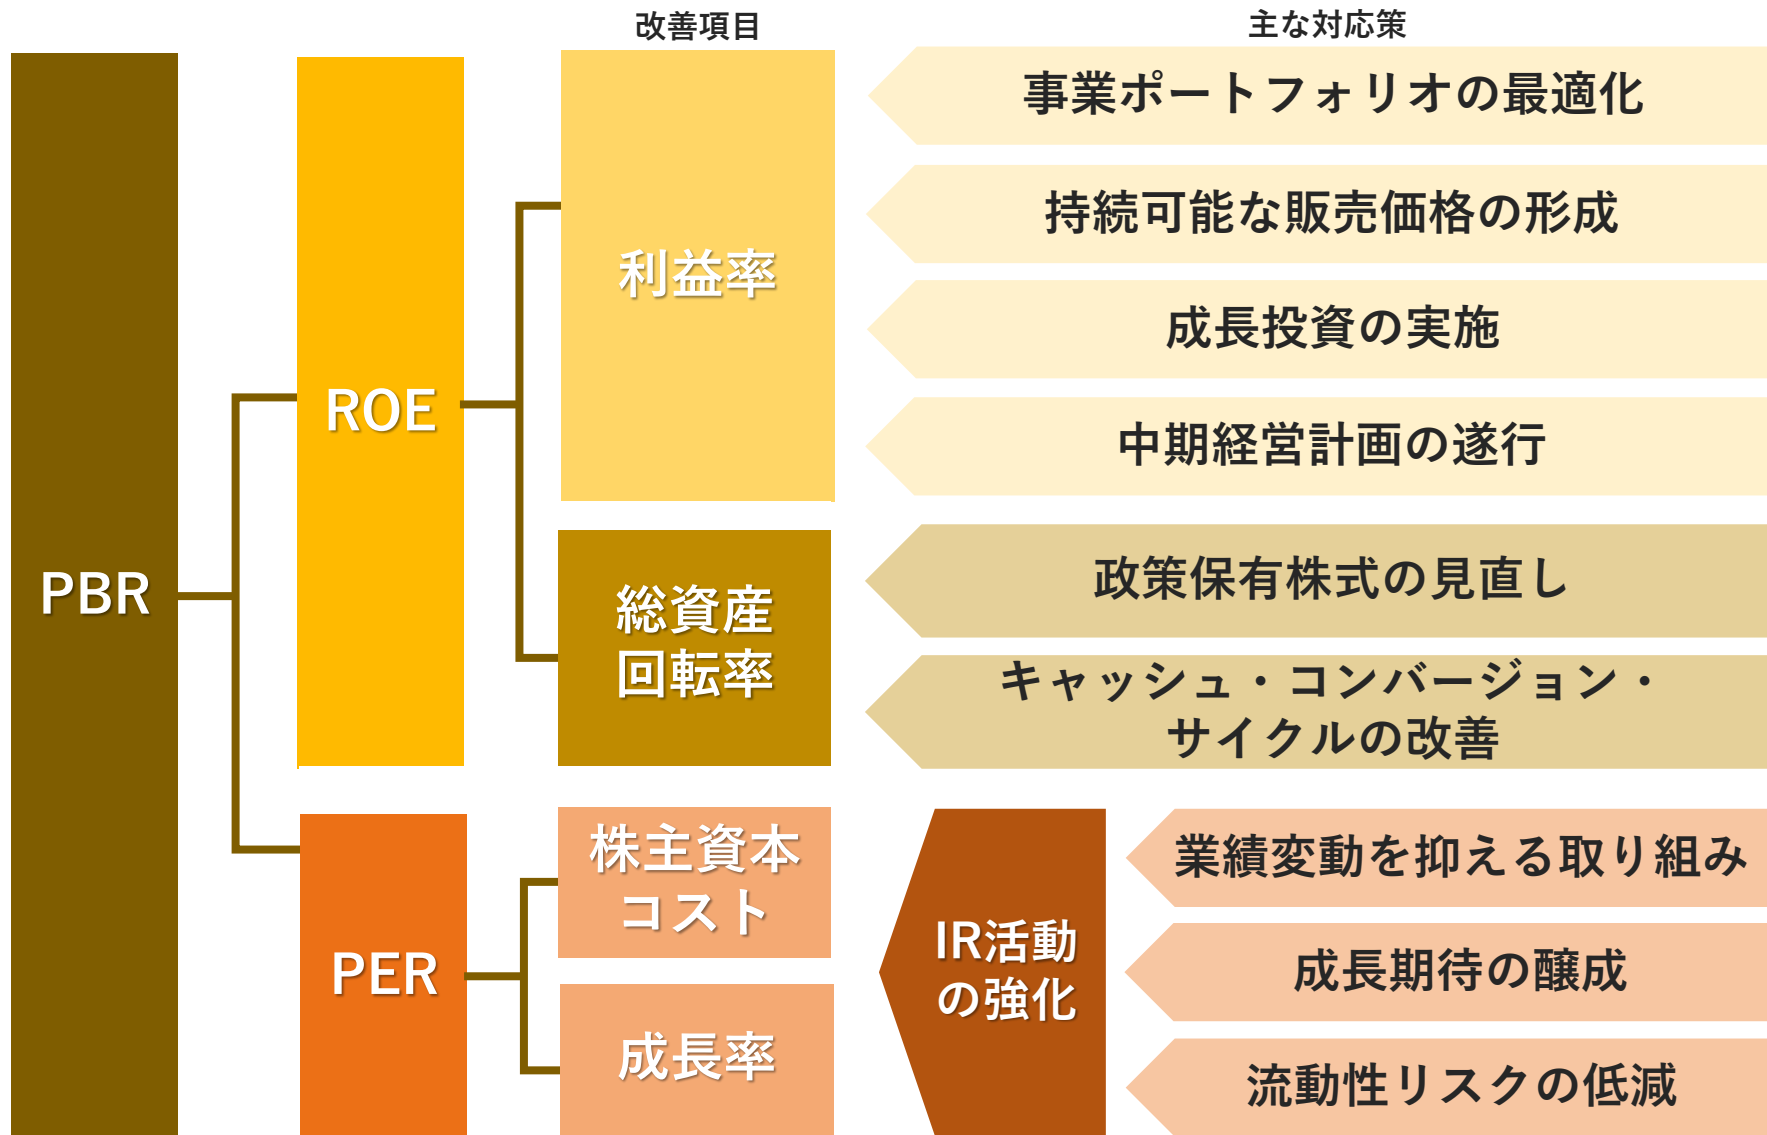 改善項目
主な対応策
PBR
ROE
利益率
事業ポートフォリオの最適化
持続可能な販売価格の形成
成長投資の実施
中期経営計画の遂行
総資産
回転率
政策保有株式の見直し
キャッシュ・コンバージョン・
サイクルの改善
PER
株主資本
コスト
成長率
IR活動
の強化
業績変動を抑える取り組み
成長期待の醸成
流動性リスクの低減